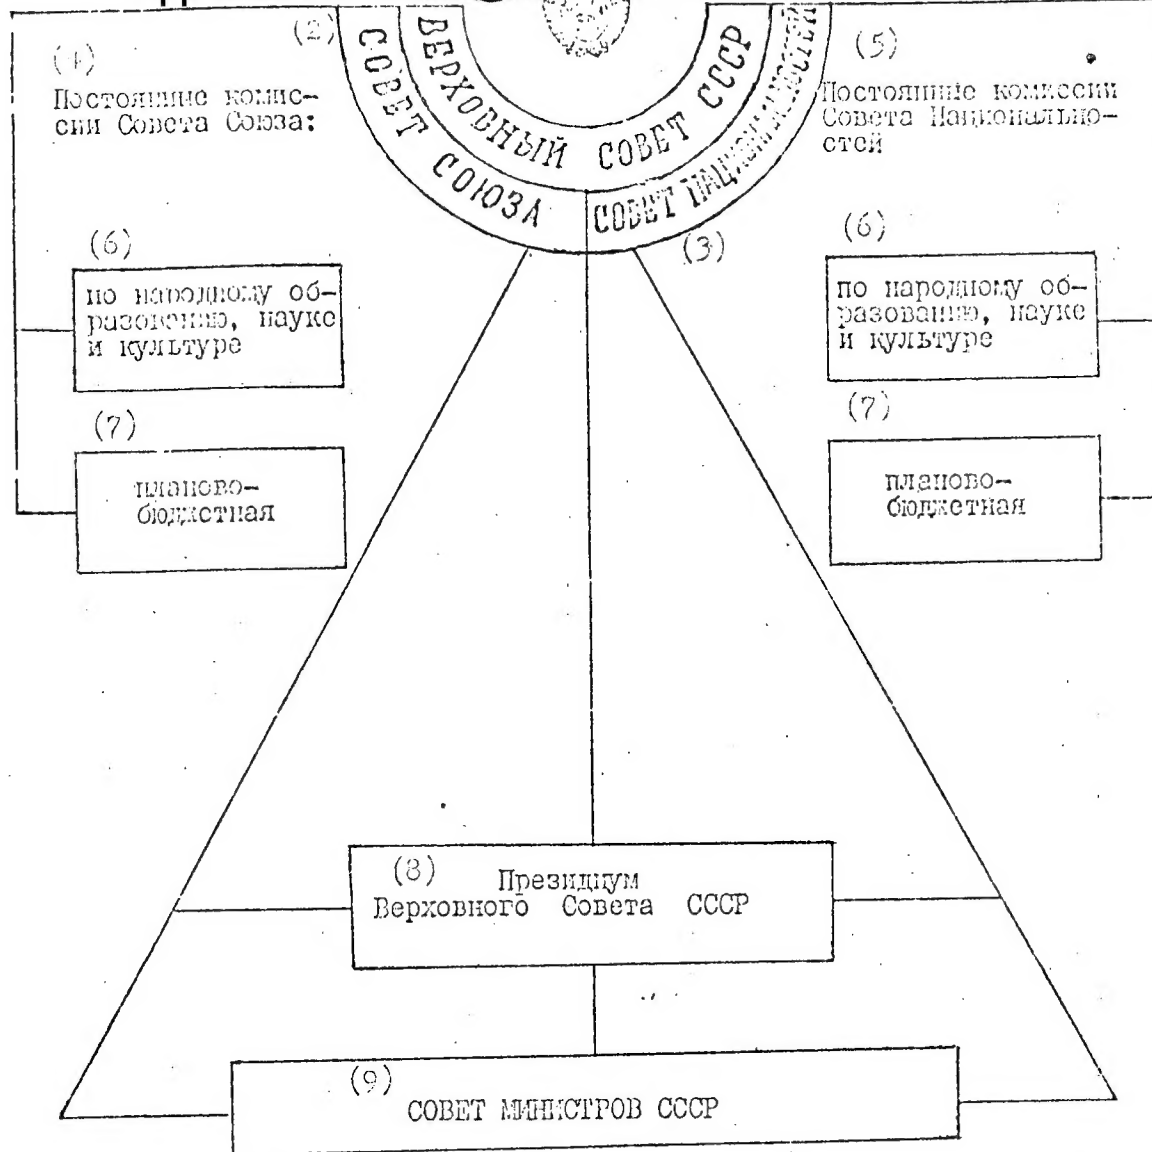 (2)
(4)
(5)
ВЕРХОВНЫЙ СОВЕТ СССР
СОВЕТ СОЮЗА
СОВЕТ НАЦИОНАЛЬНОСТЕЙ
(3)
Постоянные комис-
сии Совета Союза:
Постоянные комиссии
Совета Национально-
стей
(6)
по народному об-
разованию, науке
и культуре
(6)
по народному об-
разованию, науке
и культуре
(7)
планово-
бюджетная
(7)
планово-
бюджетная
(8) Президиум
Верховного Совета СССР
(9)
СОВЕТ МИНИСТРОВ СССР